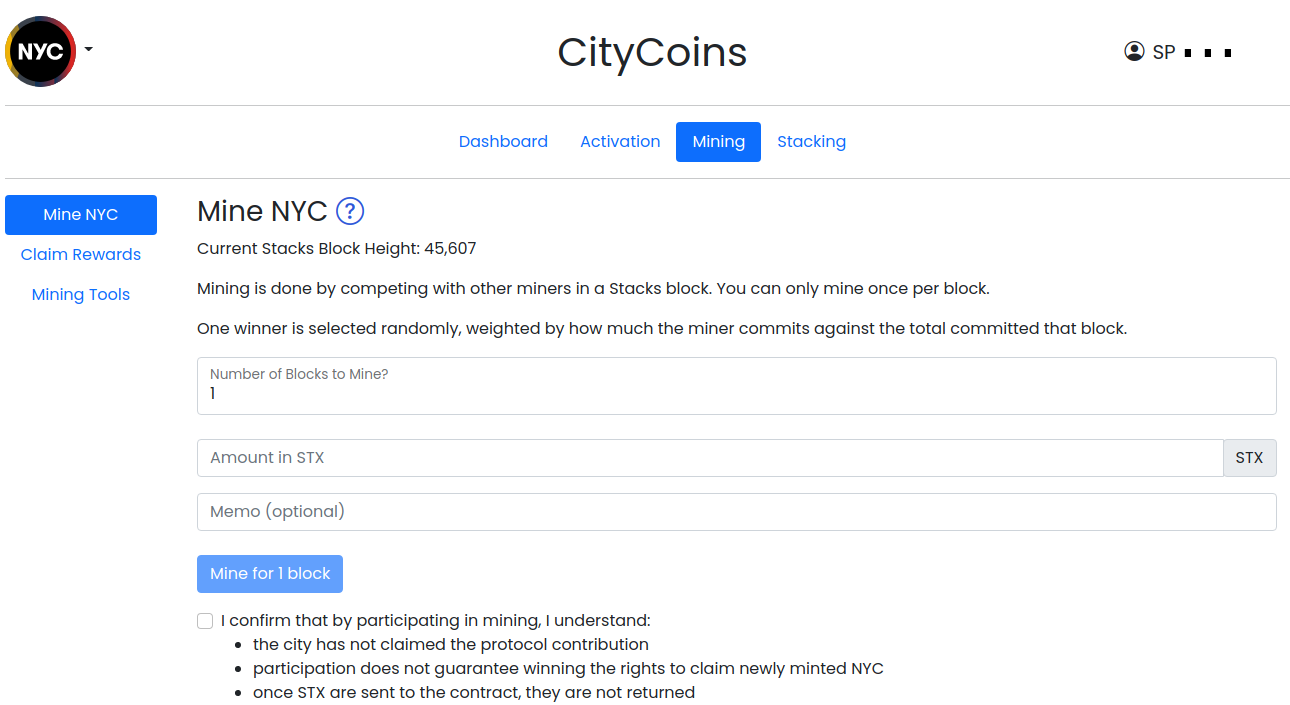 NYC
CityCoins
SP
Dashboard Activation Mining Stacking
Mine NYC
Claim Rewards
Mining Tools
Mine NYC ?
Current Stacks Block Height: 45,607
Mining is done by competing with other miners in a Stacks block. You can only mine once per block.
One winner is selected randomly, weighted by how much the miner commits against the total committed that block.
Number of Blocks to Mine?
1
Amount in STX STX
Memo (optional)
Mine for 1 block
I confirm that by participating in mining, I understand:
• the city has not claimed the protocol contribution
• participation does not guarantee winning the rights to claim newly minted NYC
• once STX are sent to the contract, they are not returned